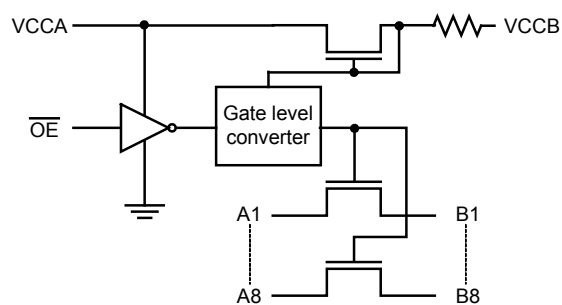 VCCA VCCB
OE
Gate level
converter
A1 B1
A8 B8